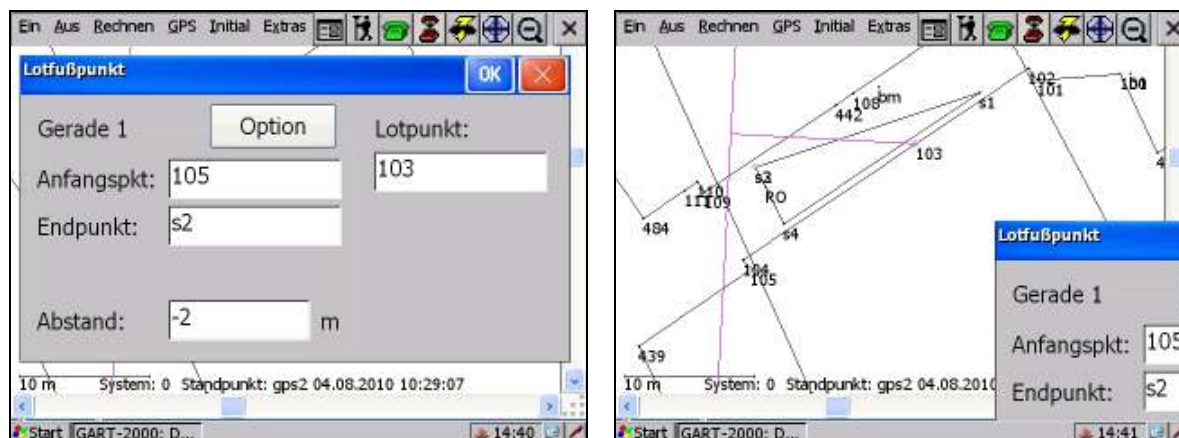 Ein Aus Rechnen GPS Initial Extras
Lotfußpunkt OK
Gerade 1 Option Lotpunkt:
Anfangspkt: 105 103
Endpunkt: s2
Abstand: -2 m
10 m System: 0 Standpunkt: gps2 04.08.2010 10:29:07
Start GART-2000: D... 14:40
Ein Aus Rechnen GPS Initial Extras
102
101
108
bm
442
s1
103
RO
110
111
109
484
s4
104
105
439
Lotfußpunkt
Gerade 1
Anfangspkt: 105
Endpunkt: s2
10 m System: 0 Standpunkt: gps2 04.08.2010
Start GART-2000: D... 14:41